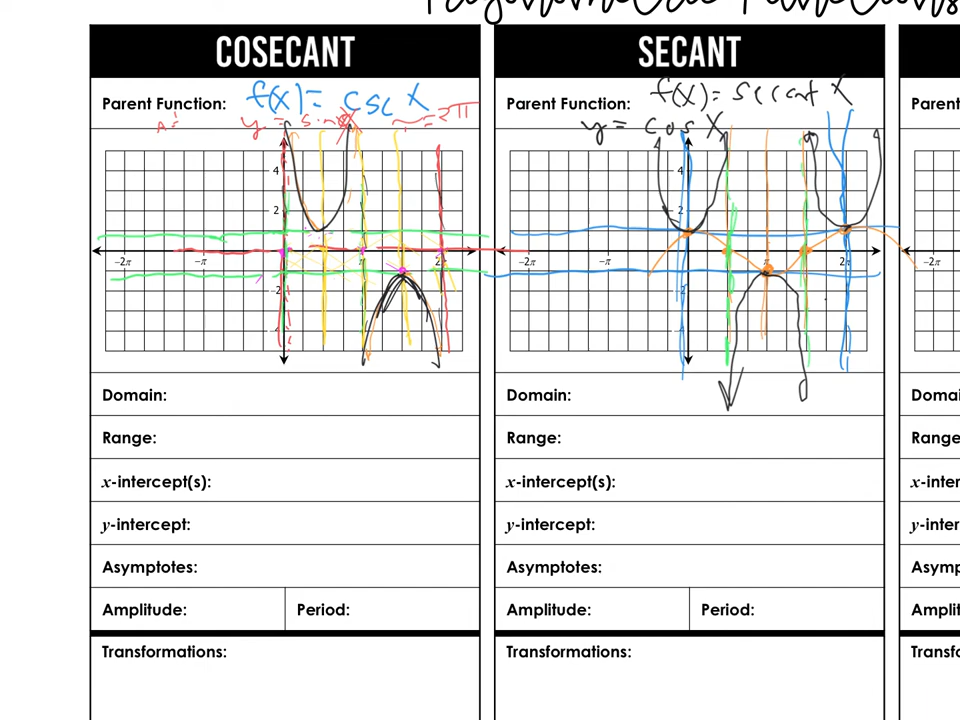 Trigonometric Functions
COSECANT
Parent Function: f(x) = csc x
y = sin x
= 2π
4
2
-2π
-π
π
2π
-2
Domain:
Range:
x-intercept(s):
y-intercept:
Asymptotes:
Amplitude:
Period:
Transformations:
SECANT
Parent Function: f(x) = secant x
y = cos x
4
2
-2π
-π
π
2π
Domain:
Range:
x-intercept(s):
y-intercept:
Asymptotes:
Amplitude:
Period:
Transformations:
Parent
-2π
Domai
Range
x-inter
y-inter
Asymp
Amplit
Transf